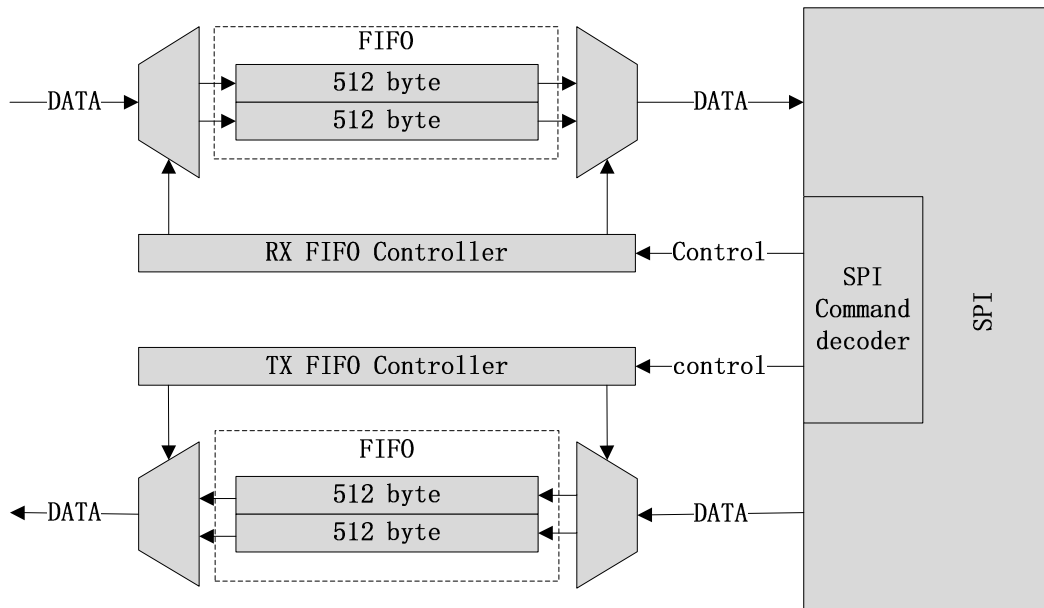 FIFO
512 byte
512 byte
DATA
DATA
RX FIFO Controller
Control
SPI
Command
decoder
SPI
TX FIFO Controller
control
FIFO
512 byte
512 byte
DATA
DATA